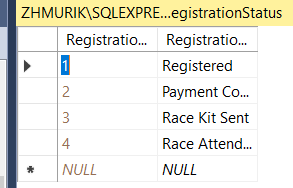 ZHMURIK\SQLEXPRE...egistrationStatus
Registratio... Registratio...
1 Registered
2 Payment Co...
3 Race Kit Sent
4 Race Attend...
* NULL NULL